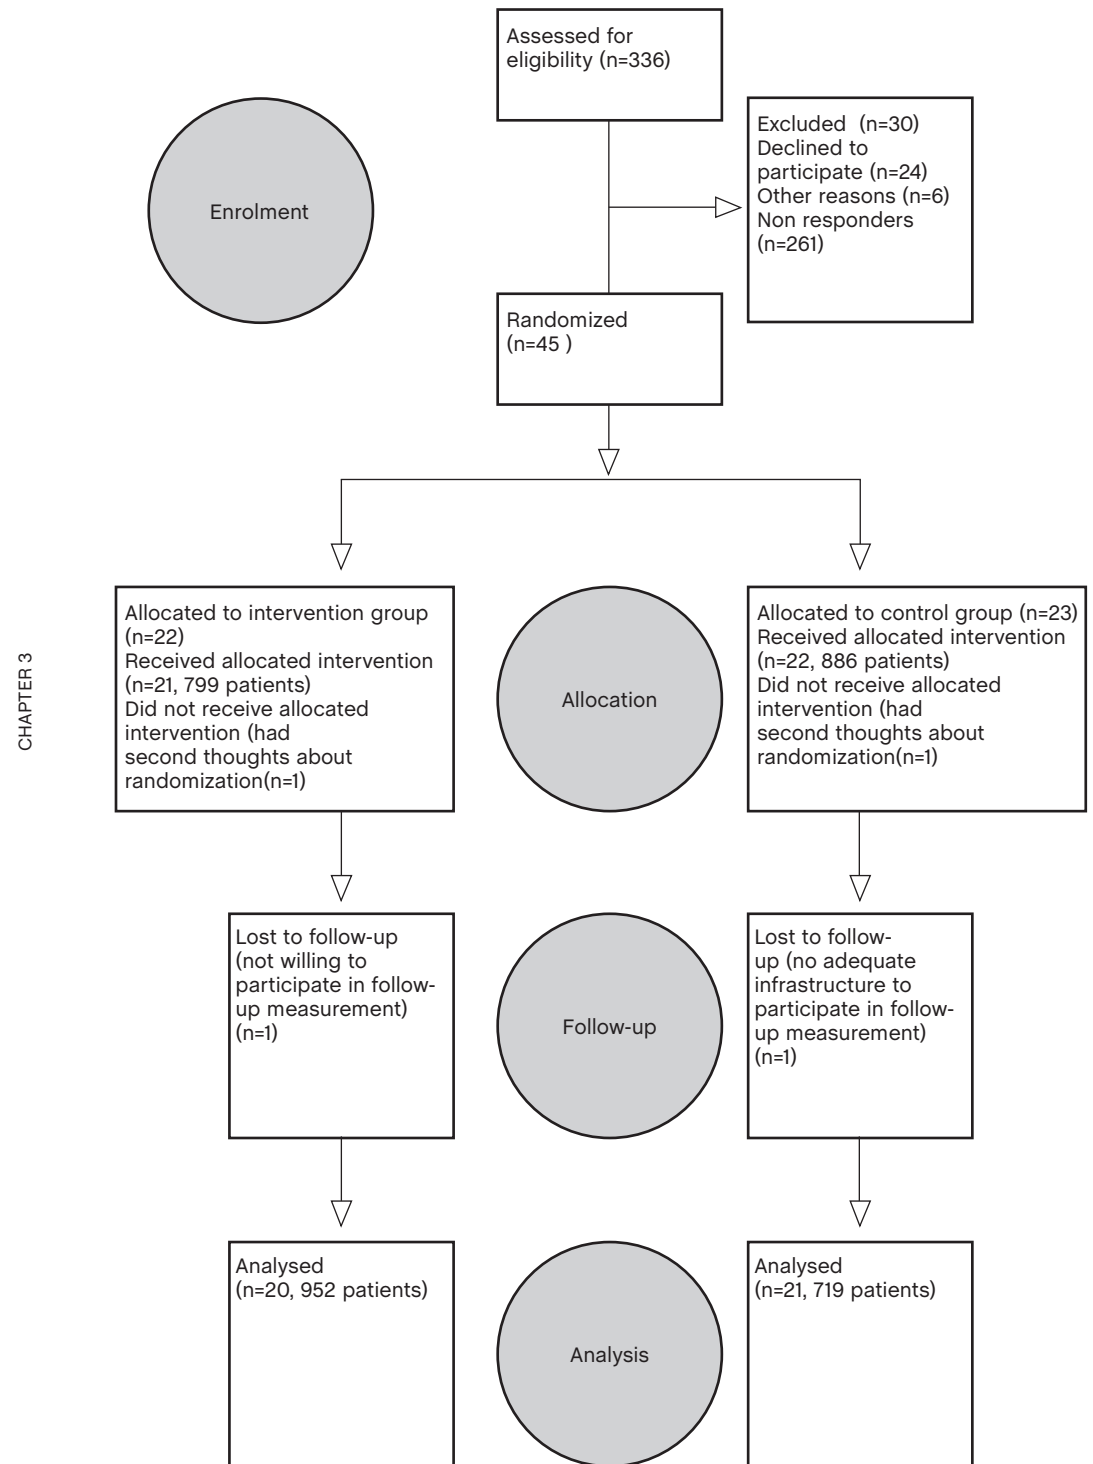 Assessed for
eligibility (n=336)
Excluded  (n=30)
Declined to
participate (n=24)
Other reasons (n=6)
Non responders
(n=261)
Enrolment
Randomized
(n=45 )
Allocated to intervention group
(n=22)
Received allocated intervention
(n=21, 799 patients)
Did not receive allocated
intervention (had
second thoughts about
randomization(n=1)
Allocation
Allocated to control group (n=23)
Received allocated intervention
(n=22, 886 patients)
Did not receive allocated
intervention (had
second thoughts about
randomization(n=1)
CHAPTER 3
Lost to follow-up
(not willing to
participate in follow-
up measurement)
(n=1)
Follow-up
Lost to follow-
up (no adequate
infrastructure to
participate in follow-
up measurement)
(n=1)
Analysed
(n=20, 952 patients)
Analysis
Analysed
(n=21, 719 patients)